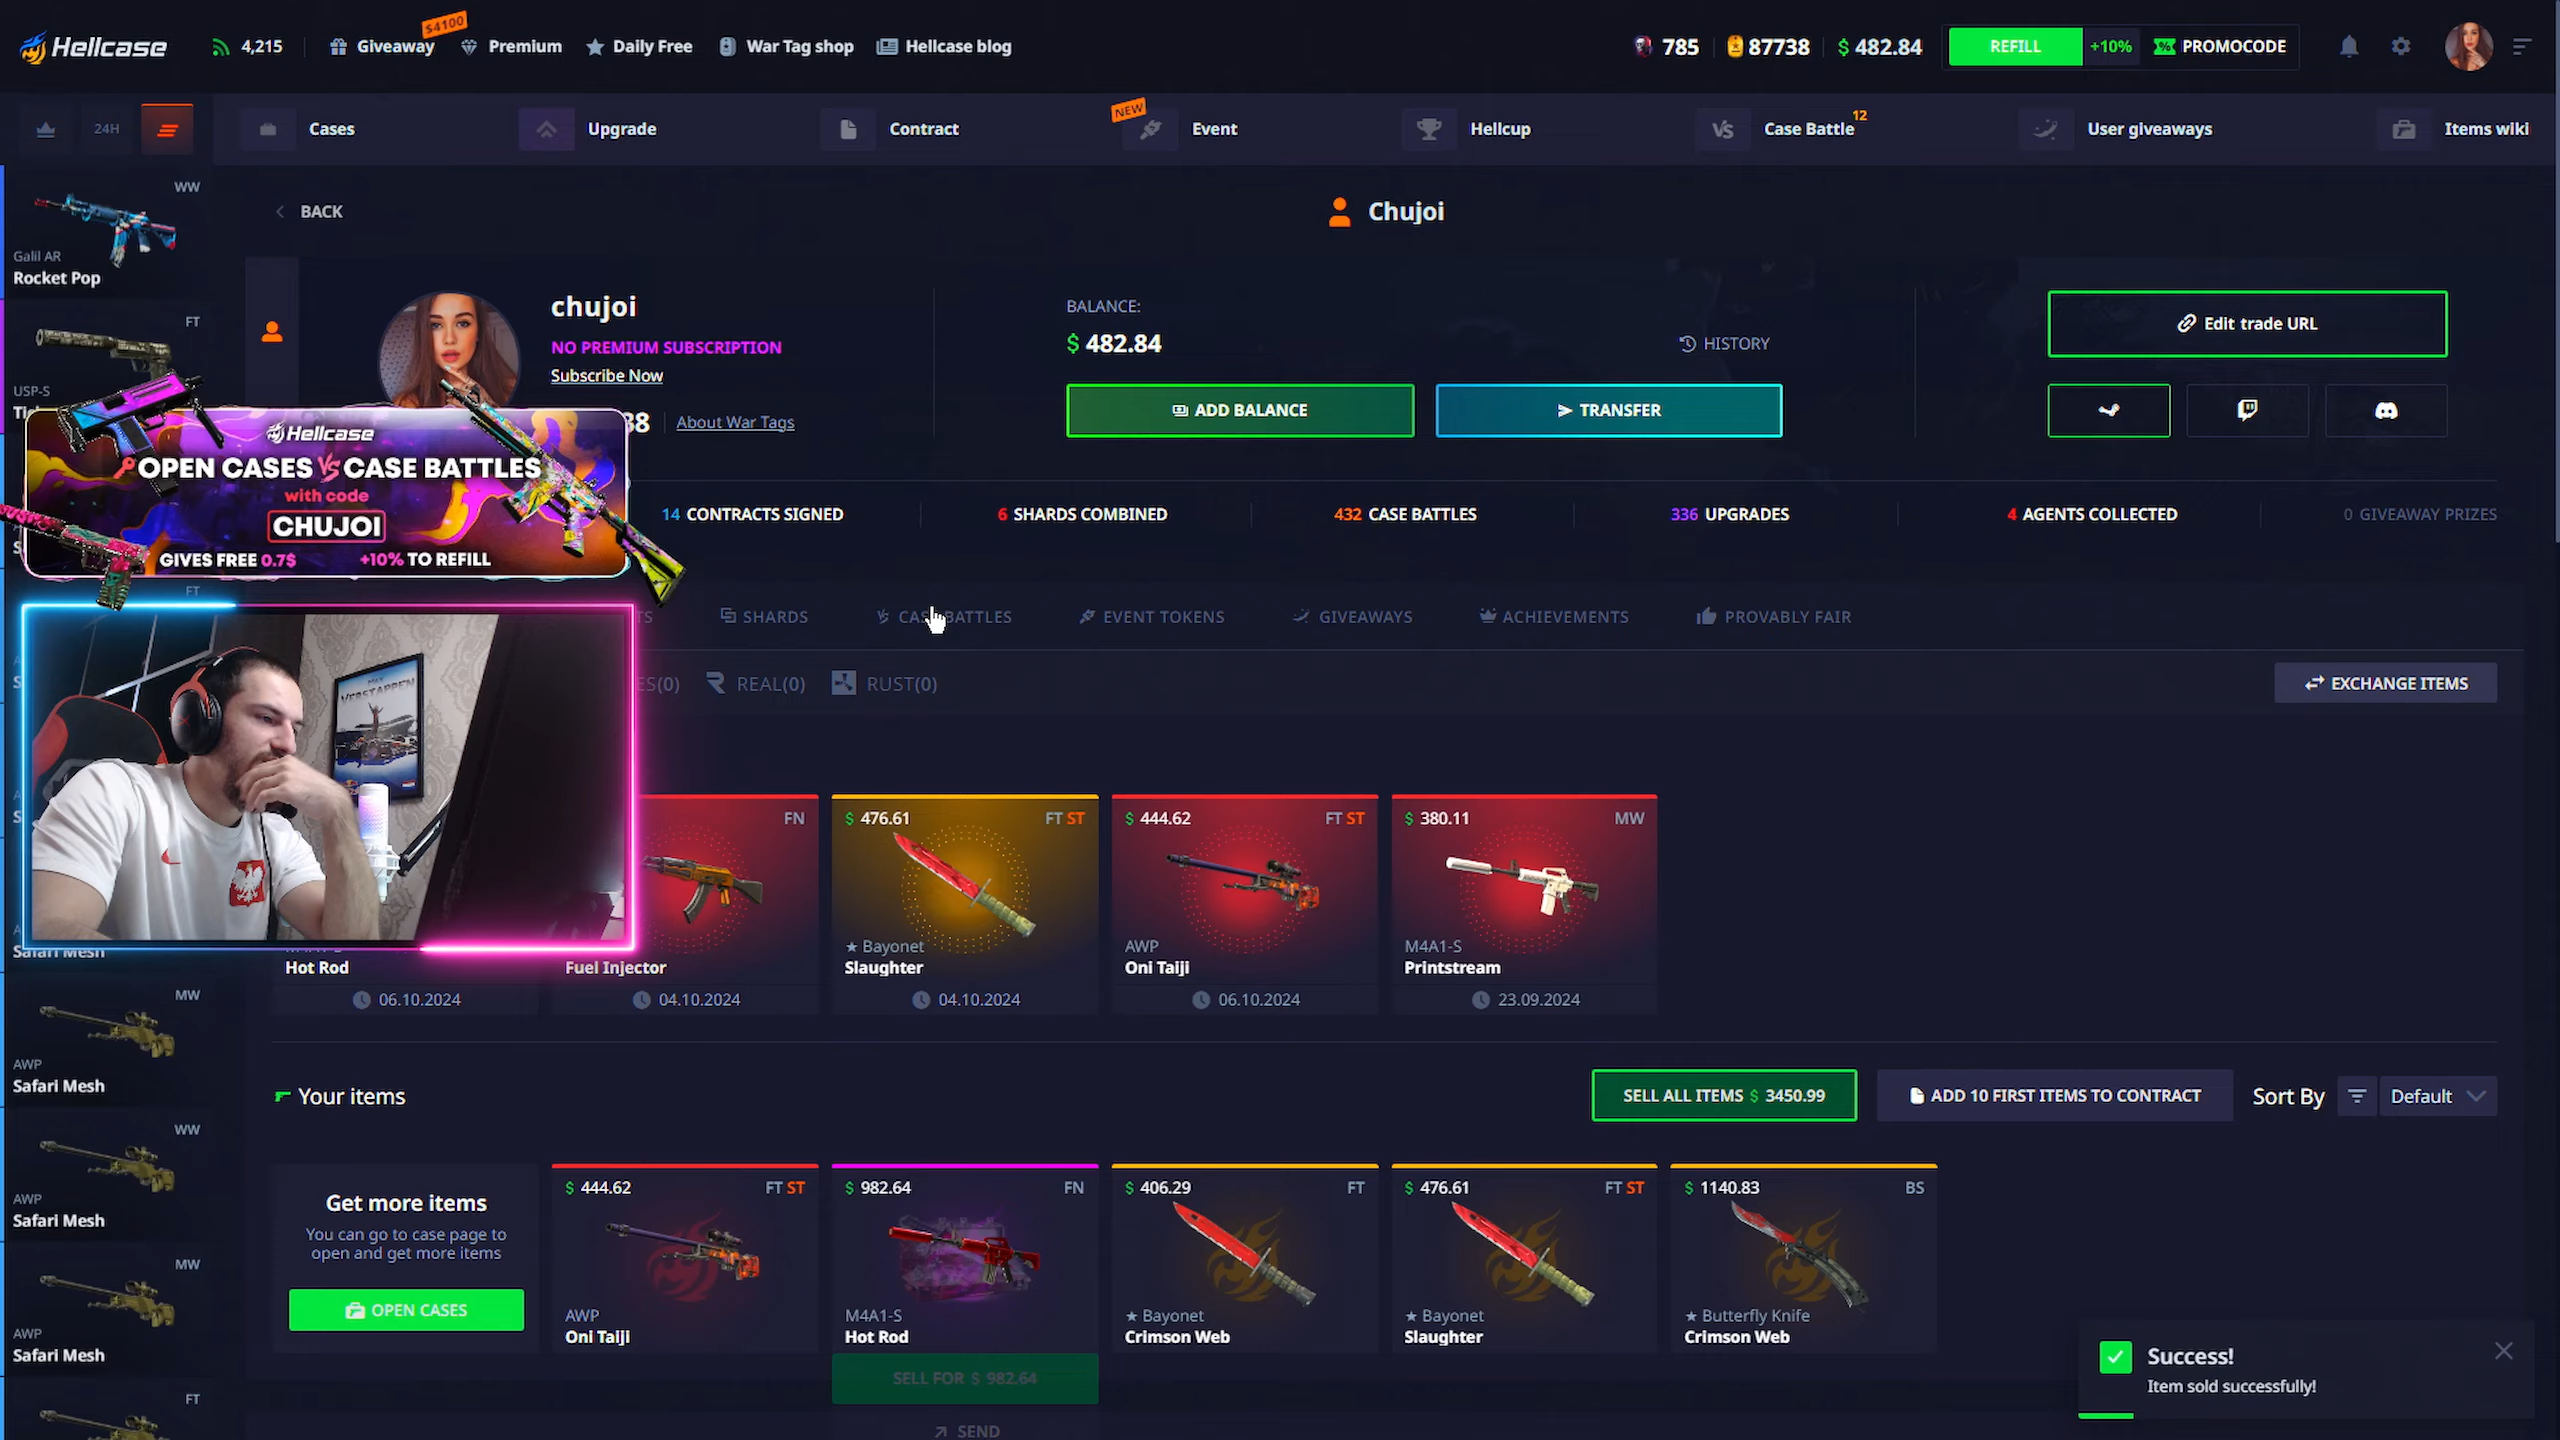 Hellcase
4,215
Giveaway
$4100
Premium
Daily Free
War Tag shop
Hellcase blog
785
87738
$ 482.84
REFILL
+10%
PROMOCODE
24H
Cases
Upgrade
Contract
NEW
Event
Hellcup
VS
Case Battle
12
User giveaways
Items wiki
WW
Galil AR
Rocket Pop
FT
USP-S
BACK
Chujoi
chujoi
NO PREMIUM SUBSCRIPTION
Subscribe Now
About War Tags
BALANCE:
$ 482.84
HISTORY
ADD BALANCE
TRANSFER
Edit trade URL
Hellcase
OPEN CASES VS CASE BATTLES
with code
CHUJOI
GIVES FREE 0.7$ +10% TO REFILL
14 CONTRACTS SIGNED
6 SHARDS COMBINED
432 CASE BATTLES
336 UPGRADES
4 AGENTS COLLECTED
0 GIVEAWAY PRIZES
FT
SHARDS
CASE BATTLES
EVENT TOKENS
GIVEAWAYS
ACHIEVEMENTS
PROVABLY FAIR
REAL(0)
RUST(0)
EXCHANGE ITEMS
VERSTAPPEN
Hot Rod
06.10.2024
FN
Fuel Injector
04.10.2024
$ 476.61 FT ST
★ Bayonet
Slaughter
04.10.2024
$ 444.62 FT ST
AWP
Oni Taiji
06.10.2024
$ 380.11 MW
M4A1-S
Printstream
23.09.2024
Safari Mesh
MW
AWP
Safari Mesh
WW
AWP
Safari Mesh
MW
AWP
Safari Mesh
FT
Your items
SELL ALL ITEMS $ 3450.99
ADD 10 FIRST ITEMS TO CONTRACT
Sort By
Default
Get more items
You can go to case page to
open and get more items
OPEN CASES
$ 444.62 FT ST
AWP
Oni Taiji
$ 982.64 FN
M4A1-S
Hot Rod
SELL FOR $ 982.64
SEND
$ 406.29 FT
★ Bayonet
Crimson Web
$ 476.61 FT ST
★ Bayonet
Slaughter
$ 1140.83 BS
★ Butterfly Knife
Crimson Web
Success!
Item sold successfully!